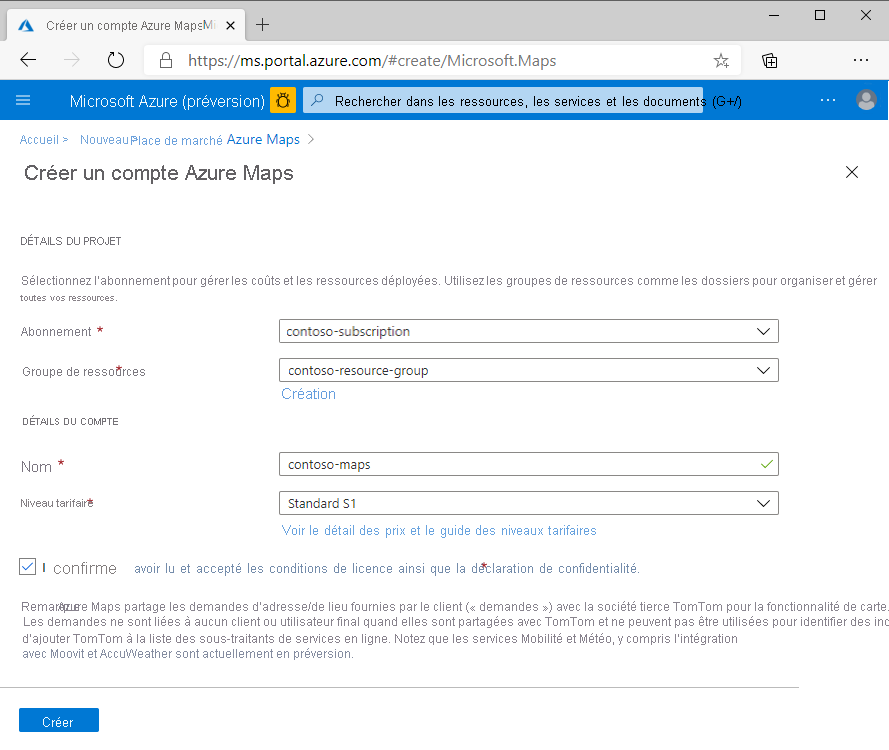 Créer un compte Azure Maps
https://ms.portal.azure.com/#create/Microsoft.Maps
Microsoft Azure (préversion) Rechercher dans les ressources, les services et les documents (G+/)
Accueil > Nouveau > Place de marché Azure Maps >
Créer un compte Azure Maps
DÉTAILS DU PROJET
Sélectionnez l'abonnement pour gérer les coûts et les ressources déployées. Utilisez les groupes de ressources comme les dossiers pour organiser et gérer
toutes vos ressources.
Abonnement * contoso-subscription
Groupe de ressources * contoso-resource-group
Création
DÉTAILS DU COMPTE
Nom * contoso-maps
Niveau tarifaire * Standard S1
Voir le détail des prix et le guide des niveaux tarifaires
I confirme avoir lu et accepté les conditions de licence ainsi que la déclaration de confidentialité. *
Remarque Azure Maps partage les demandes d'adresse/de lieu fournies par le client (« demandes ») avec la société tierce TomTom pour la fonctionnalité de carte.
Les demandes ne sont liées à aucun client ou utilisateur final quand elles sont partagées avec TomTom et ne peuvent pas être utilisées pour identifier des inc
d'ajouter TomTom à la liste des sous-traitants de services en ligne. Notez que les services Mobilité et Météo, y compris l'intégration
avec Moovit et AccuWeather sont actuellement en préversion.
Créer